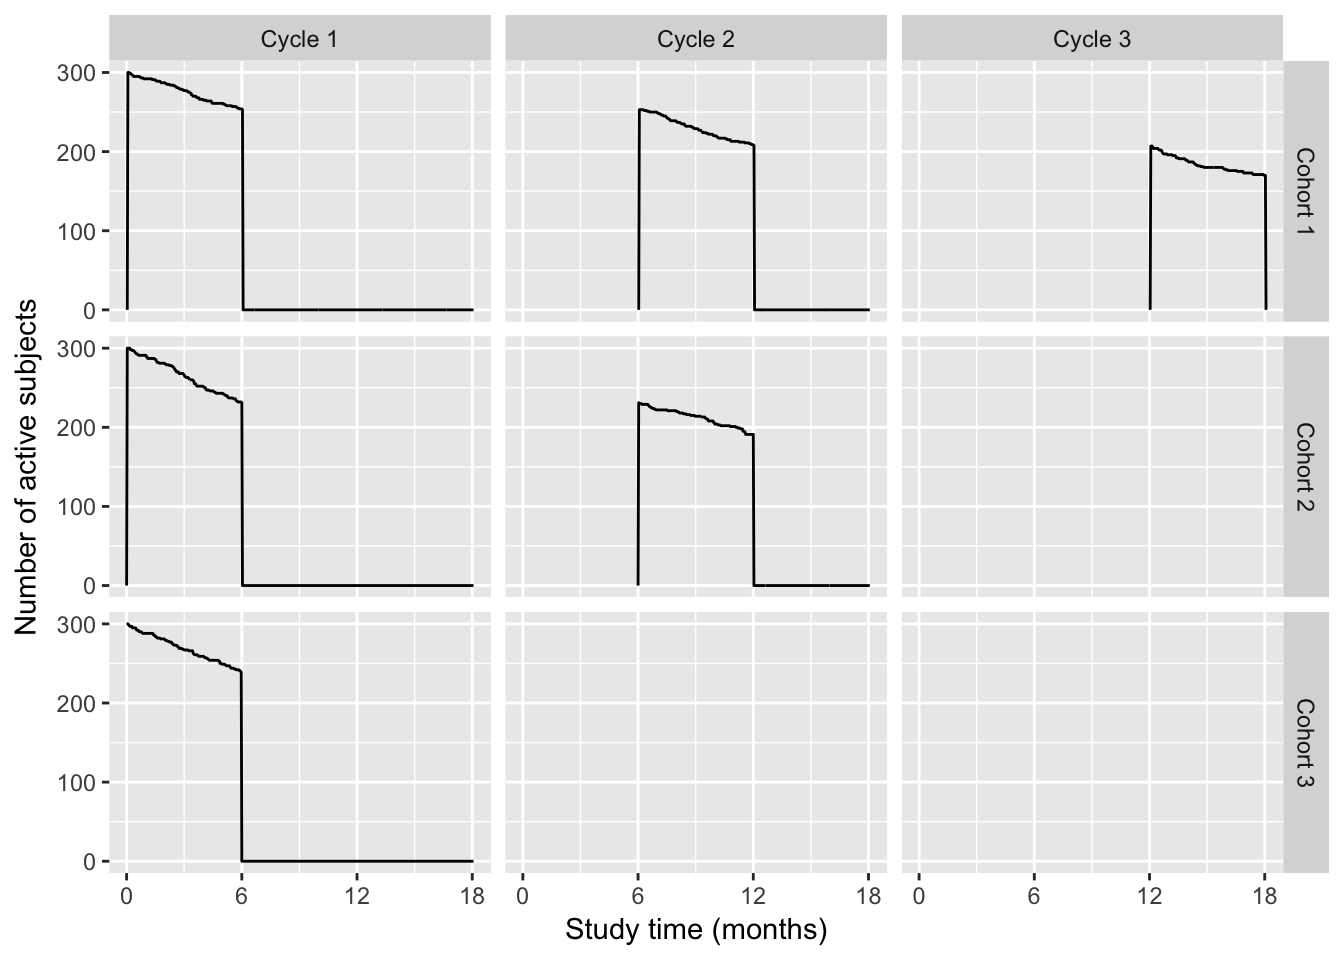 Cycle 1
Cycle 2
Cycle 3
300
200
100
0
Cohort 1
300
200
100
0
Cohort 2
300
200
100
0
Cohort 3
Number of active subjects
0 6 12 18
0 6 12 18
0 6 12 18
Study time (months)